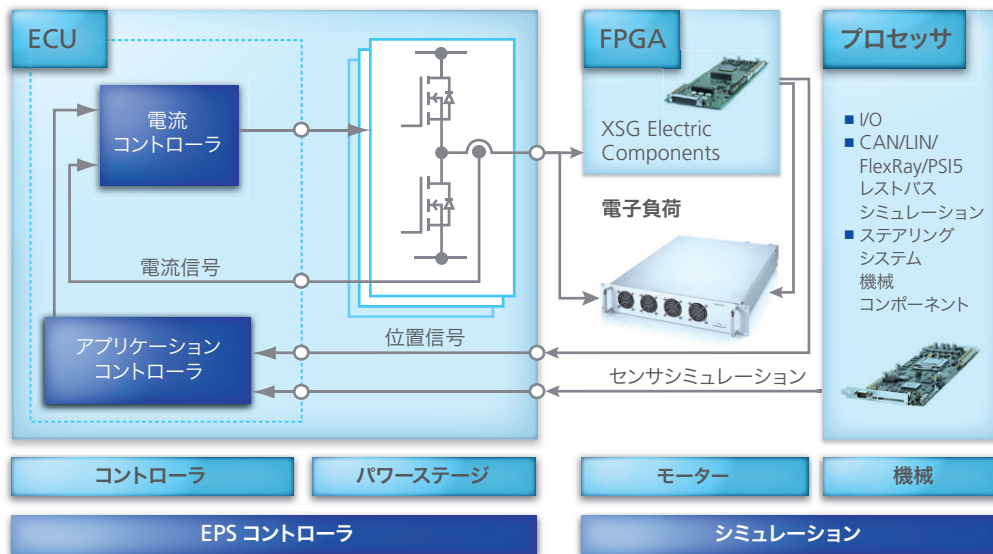 ECU
電流
コントローラ
電流信号
アプリケーション
コントローラ
位置信号
センサシミュレーション
FPGA
XSG Electric
Components
電子負荷
プロセッサ
■ I/O
■ CAN/LIN/
FlexRay/PSI5
レストバス
シミュレーション
■ ステアリング
システム
機械
コンポーネント
コントローラ
パワーステージ
モーター
機械
EPS コントローラ
シミュレーション